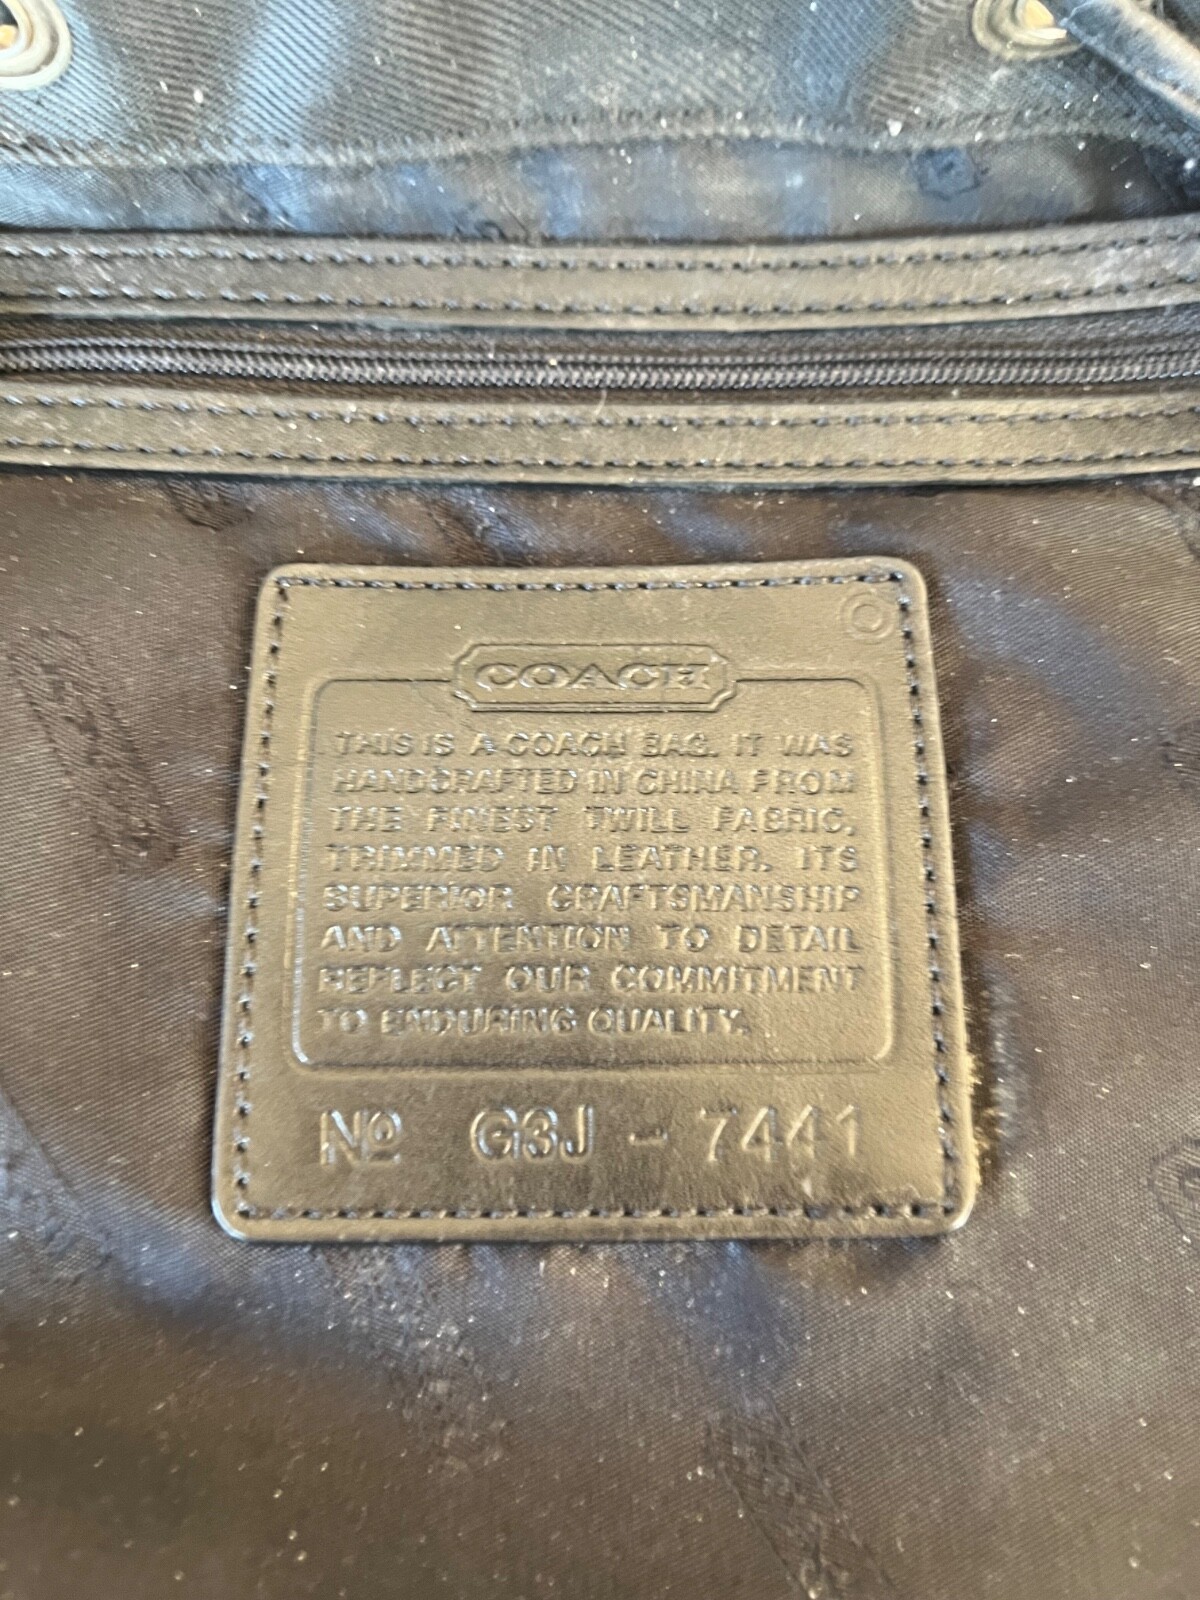 COACH
THIS IS A COACH BAG. IT WAS
HANDCRAFTED IN CHINA FROM
THE FINEST TWILL FABRIC,
TRIMMED IN LEATHER. ITS
SUPERIOR CRAFTSMANSHIP
AND ATTENTION TO DETAIL
REFLECT OUR COMMITMENT
TO ENDURING QUALITY.
Nº G3J - 7441